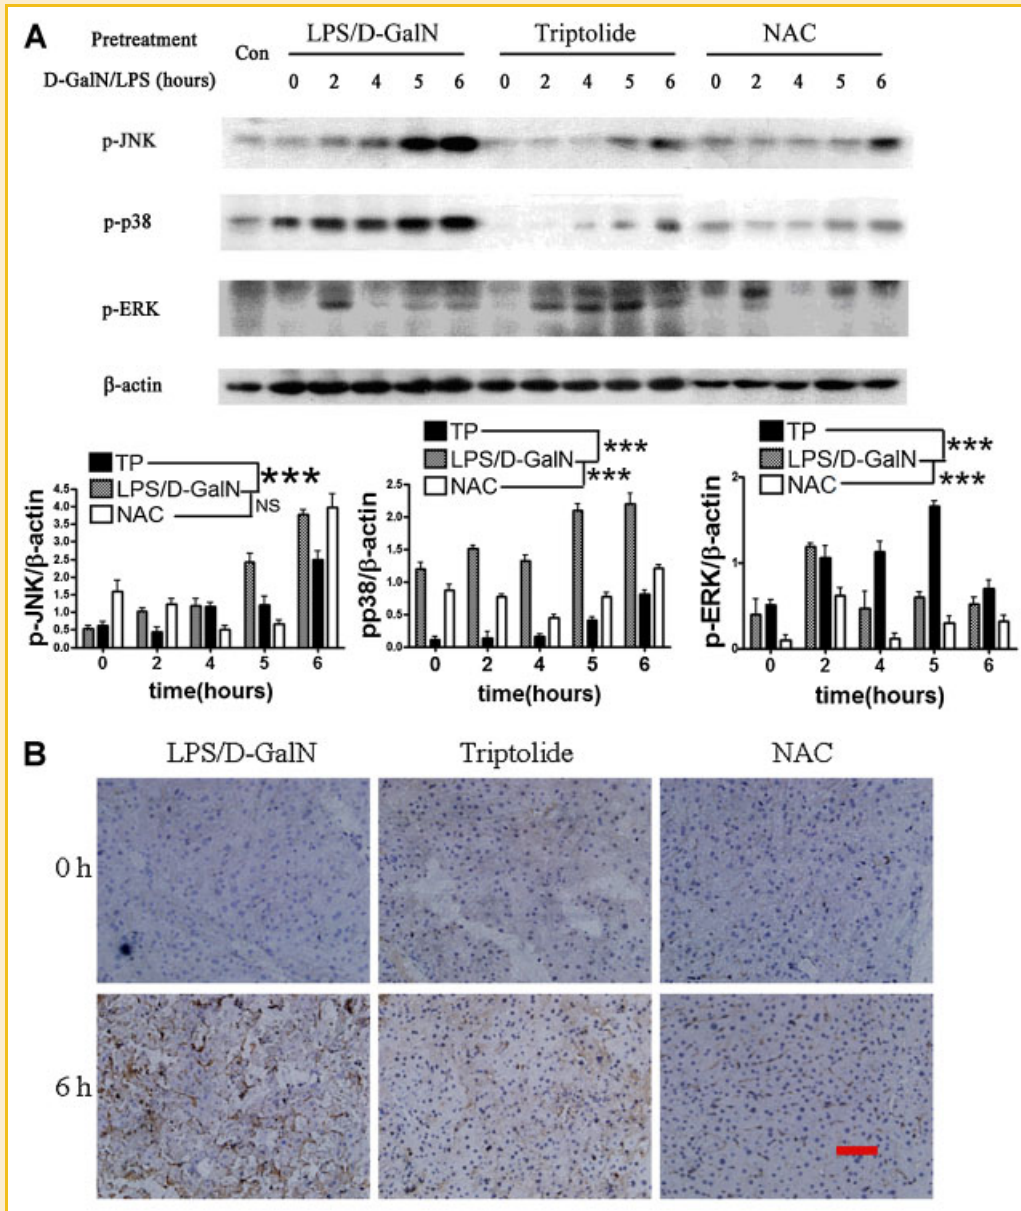 A
Pretreatment Con LPS/D-GalN Triptolide NAC
D-GalN/LPS (hours) 0 2 4 5 6 0 2 4 5 6 0 2 4 5 6
p-JNK
p-p38
p-ERK
β-actin
TP
LPS/D-GalN
NAC
***
NS
p-JNK/β-actin
4.5
4.0
3.5
3.0
2.5
2.0
1.5
1.0
0.5
0.0
0 2 4 5 6
time(hours)
TP
LPS/D-GalN
NAC
***
***
pp38/β-actin
2.5
2.0
1.5
1.0
0.5
0.0
0 2 4 5 6
time(hours)
TP
LPS/D-GalN
NAC
***
***
p-ERK/β-actin
2
1
0
0 2 4 5 6
time(hours)
B
LPS/D-GalN Triptolide NAC
0 h
6 h